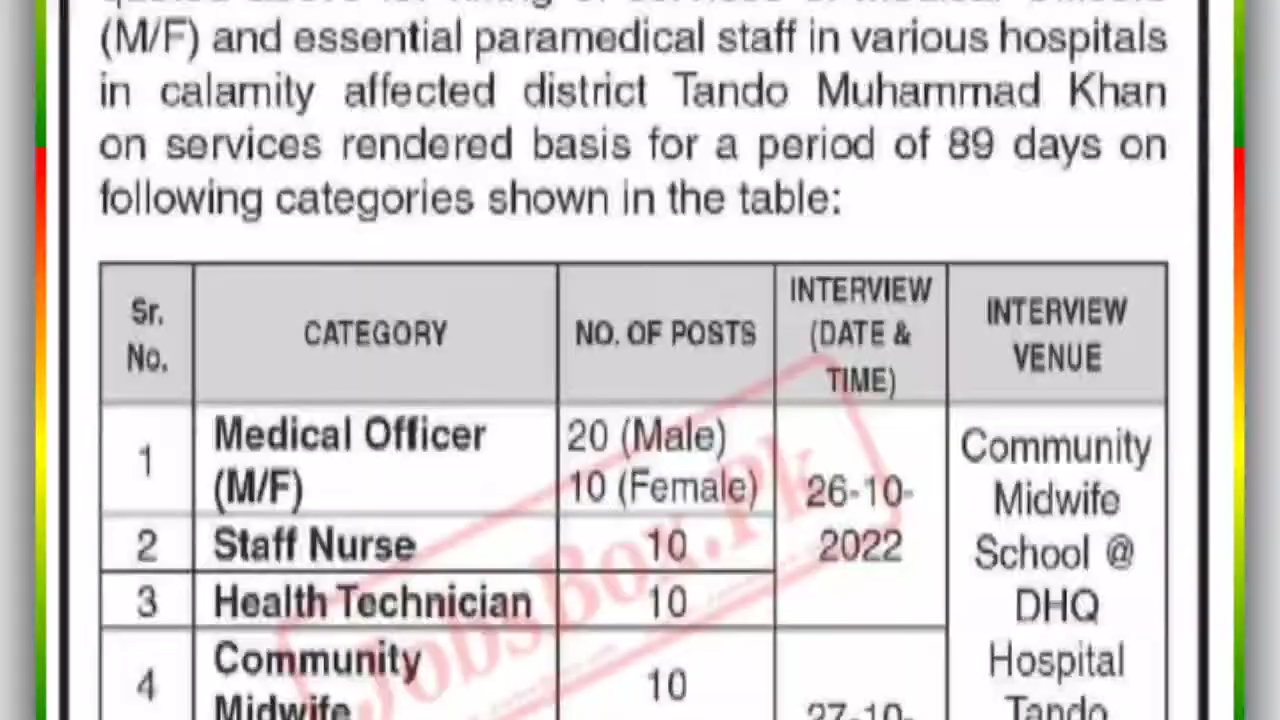 (M/F) and essential paramedical staff in various hospitals
in calamity affected district Tando Muhammad Khan
on services rendered basis for a period of 89 days on
following categories shown in the table:
Sr. No. CATEGORY NO. OF POSTS INTERVIEW (DATE & TIME) INTERVIEW VENUE
1 Medical Officer (M/F) 20 (Male) 10 (Female) 26-10-2022 Community Midwife School @ DHQ Hospital Tando
2 Staff Nurse 10
3 Health Technician 10
4 Community Midwife 10 27-10-
JobsBox.Pk